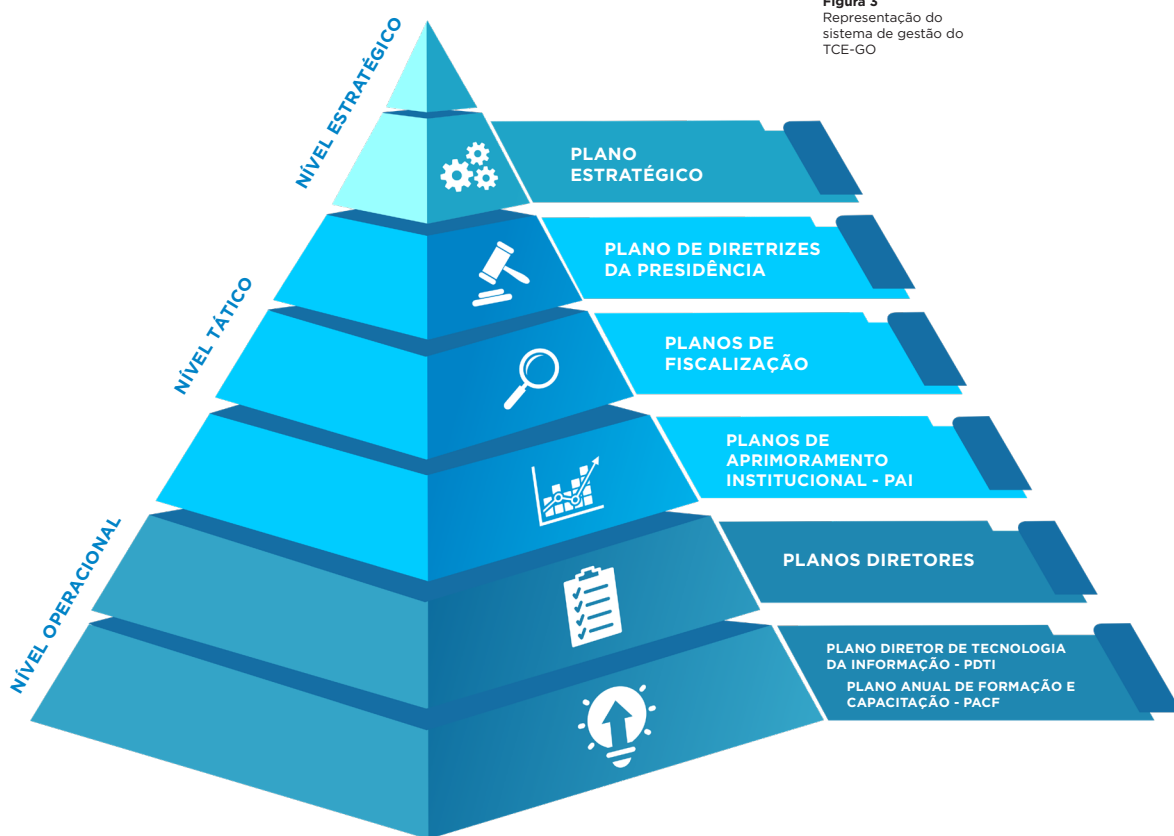 Figura 3
Representação do
sistema de gestão do
TCE-GO
NÍVEL ESTRATÉGICO
PLANO
ESTRATÉGICO
NÍVEL TÁTICO
PLANO DE DIRETRIZES
DA PRESIDÊNCIA
PLANOS DE
FISCALIZAÇÃO
PLANOS DE
APRIMORAMENTO
INSTITUCIONAL - PAI
NÍVEL OPERACIONAL
PLANOS DIRETORES
PLANO DIRETOR DE TECNOLOGIA
DA INFORMAÇÃO - PDTI
PLANO ANUAL DE FORMAÇÃO E
CAPACITAÇÃO - PACF